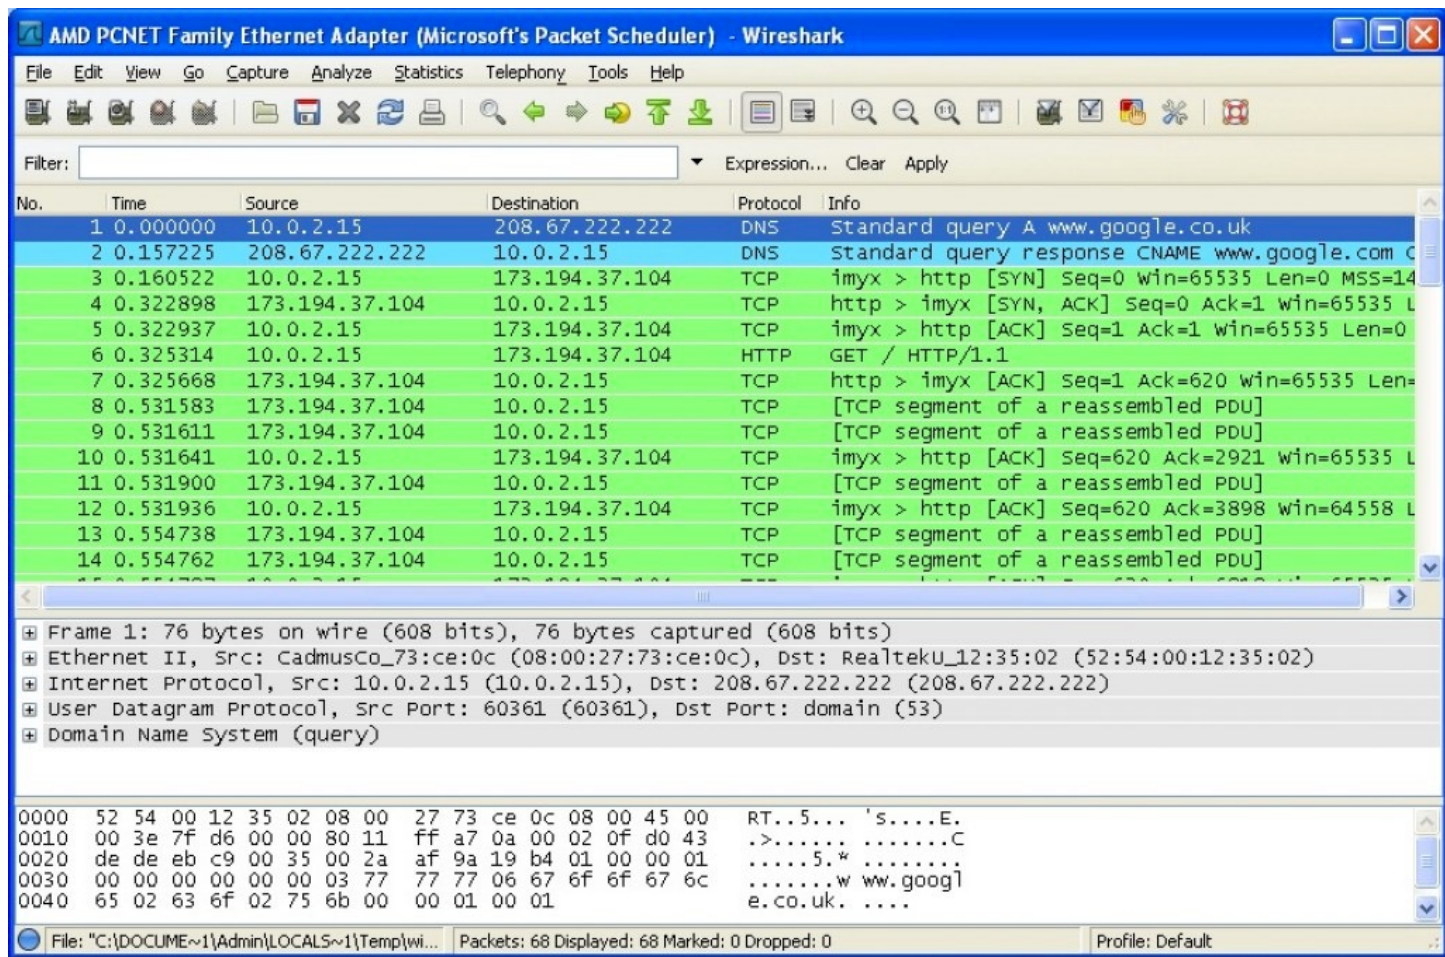 AMD PCNET Family Ethernet Adapter (Microsoft's Packet Scheduler) - Wireshark
File Edit View Go Capture Analyze Statistics Telephony Tools Help
Filter: Expression... Clear Apply
No. Time Source Destination Protocol Info
1 0.000000 10.0.2.15 208.67.222.222 DNS Standard query A www.google.co.uk
2 0.157225 208.67.222.222 10.0.2.15 DNS Standard query response CNAME www.google.com C
3 0.160522 10.0.2.15 173.194.37.104 TCP imyx > http [SYN] Seq=0 Win=65535 Len=0 MSS=14
4 0.322898 173.194.37.104 10.0.2.15 TCP http > imyx [SYN, ACK] Seq=0 Ack=1 Win=65535 L
5 0.322937 10.0.2.15 173.194.37.104 TCP imyx > http [ACK] Seq=1 Ack=1 Win=65535 Len=0
6 0.325314 10.0.2.15 173.194.37.104 HTTP GET / HTTP/1.1
7 0.325668 173.194.37.104 10.0.2.15 TCP http > imyx [ACK] Seq=1 Ack=620 Win=65535 Len=
8 0.531583 173.194.37.104 10.0.2.15 TCP [TCP segment of a reassembled PDU]
9 0.531611 173.194.37.104 10.0.2.15 TCP [TCP segment of a reassembled PDU]
10 0.531641 10.0.2.15 173.194.37.104 TCP imyx > http [ACK] Seq=620 Ack=2921 Win=65535 L
11 0.531900 173.194.37.104 10.0.2.15 TCP [TCP segment of a reassembled PDU]
12 0.531936 10.0.2.15 173.194.37.104 TCP imyx > http [ACK] Seq=620 Ack=3898 Win=64558 L
13 0.554738 173.194.37.104 10.0.2.15 TCP [TCP segment of a reassembled PDU]
14 0.554762 173.194.37.104 10.0.2.15 TCP [TCP segment of a reassembled PDU]
Frame 1: 76 bytes on wire (608 bits), 76 bytes captured (608 bits)
Ethernet II, Src: CadmusCo_73:ce:0c (08:00:27:73:ce:0c), Dst: RealtekU_12:35:02 (52:54:00:12:35:02)
Internet Protocol, Src: 10.0.2.15 (10.0.2.15), Dst: 208.67.222.222 (208.67.222.222)
User Datagram Protocol, Src Port: 60361 (60361), Dst Port: domain (53)
Domain Name System (query)
0000 52 54 00 12 35 02 08 00 27 73 ce 0c 08 00 45 00 RT..5... 's....E.
0010 00 3e 7f d6 00 00 80 11 ff a7 0a 00 02 0f d0 43 .>...... .......C
0020 de de eb c9 00 35 00 2a af 9a 19 b4 01 00 00 01 .....5.* ........
0030 00 00 00 00 00 00 03 77 77 77 06 67 6f 6f 67 6c .......w ww.googl
0040 65 02 63 6f 02 75 6b 00 00 01 00 01 e.co.uk. ....
File: "C:\DOCUME~1\Admin\LOCALS~1\Temp\wi... Packets: 68 Displayed: 68 Marked: 0 Dropped: 0 Profile: Default